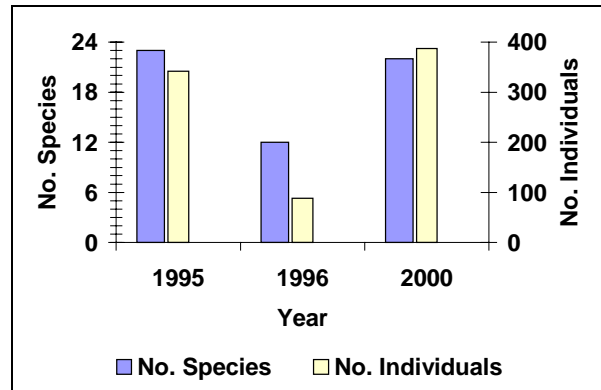 24
18
12
6
0
No. Species
400
300
200
100
0
No. Individuals
1995 1996 2000
Year
No. Species No. Individuals